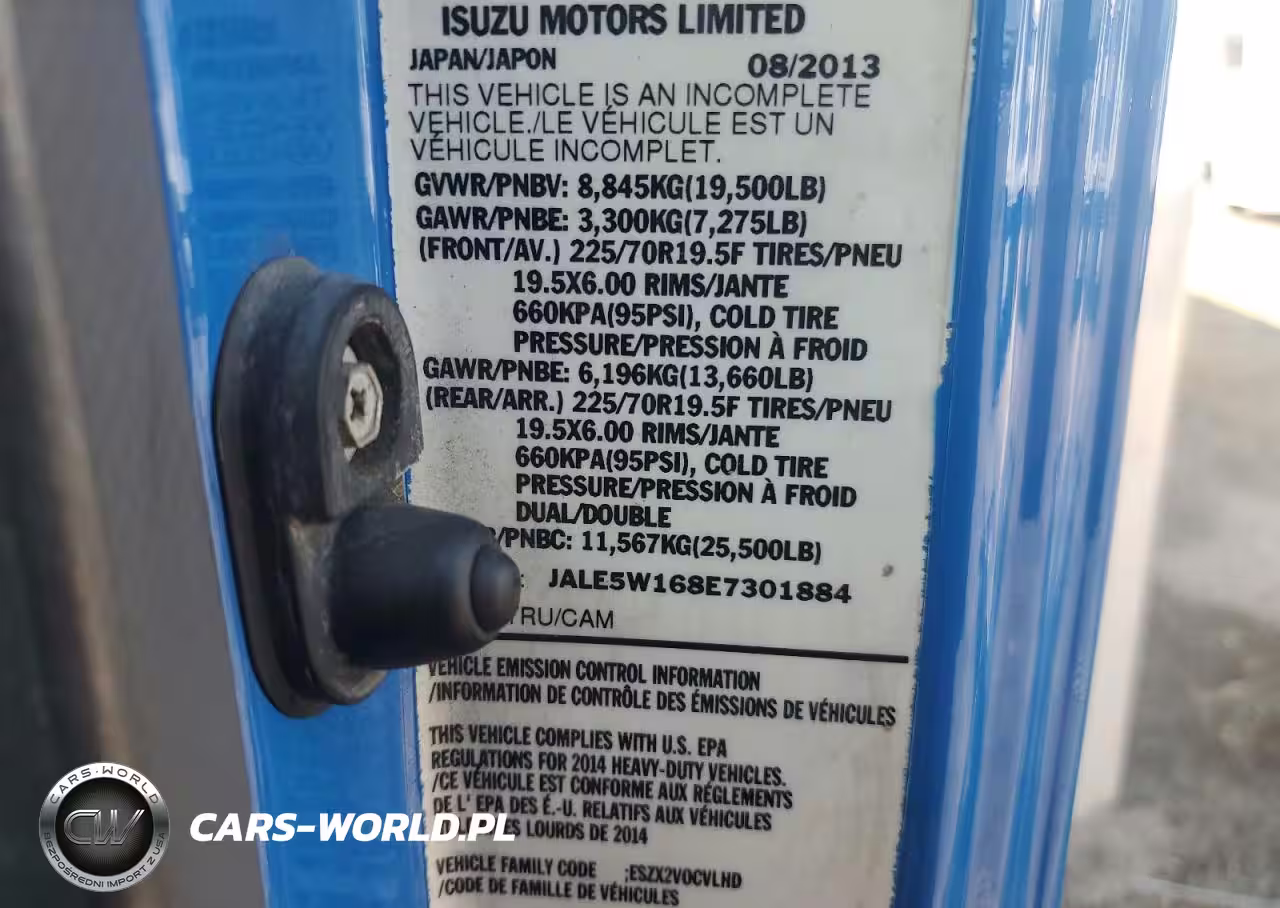 ISUZU MOTORS LIMITED
JAPAN/JAPON 08/2013
THIS VEHICLE IS AN INCOMPLETE
VEHICLE./LE VÉHICULE EST UN
VÉHICULE INCOMPLET.
GVWR/PNBV: 8,845KG(19,500LB)
GAWR/PNBE: 3,300KG(7,275LB)
(FRONT/AV.) 225/70R19.5F TIRES/PNEU
19.5X6.00 RIMS/JANTE
660KPA(95PSI), COLD TIRE
PRESSURE/PRESSION À FROID
GAWR/PNBE: 6,196KG(13,660LB)
(REAR/ARR.) 225/70R19.5F TIRES/PNEU
19.5X6.00 RIMS/JANTE
660KPA(95PSI), COLD TIRE
PRESSURE/PRESSION À FROID
DUAL/DOUBLE
/PNBC: 11,567KG(25,500LB)
: JALE5W168E7301884
TRU/CAM
VEHICLE EMISSION CONTROL INFORMATION
/INFORMATION DE CONTRÔLE DES ÉMISSIONS DE VÉHICULES
THIS VEHICLE COMPLIES WITH U.S. EPA
REGULATIONS FOR 2014 HEAVY-DUTY VEHICLES.
/CE VÉHICULE EST CONFORME AUX RÉGLEMENTS
DE L' EPA DES É.-U. RELATIFS AUX VÉHICULES
LOURDS DE 2014
VEHICLE FAMILY CODE :ESZX2VOCVLHD
/CODE DE FAMILLE DE VÉHICULES
CARS-WORLD
CW
BEZPOŚREDNI IMPORT Z USA
CARS-WORLD.PL